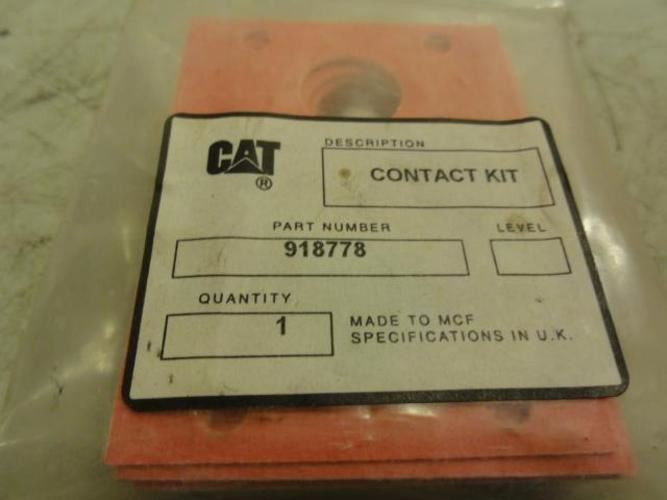 CAT®
DESCRIPTION
CONTACT KIT
PART NUMBER
918778
LEVEL
QUANTITY
1
MADE TO MCF
SPECIFICATIONS IN U.K.